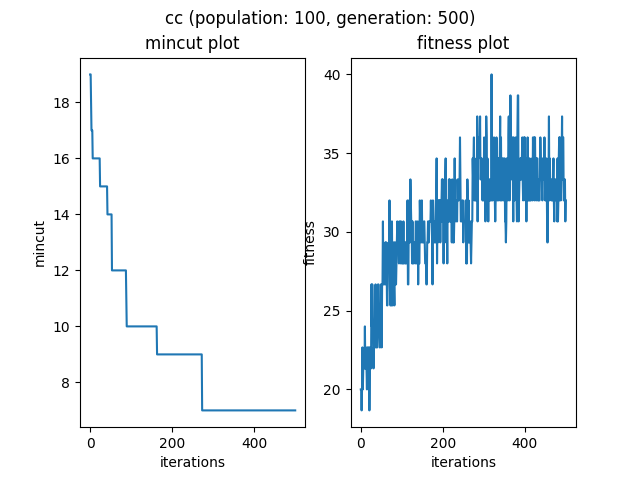 cc (population: 100, generation: 500)
mincut plot
fitness plot
mincut
18
16
14
12
10
8
0
200
400
iterations
fitness
40
35
30
25
20
0
200
400
iterations